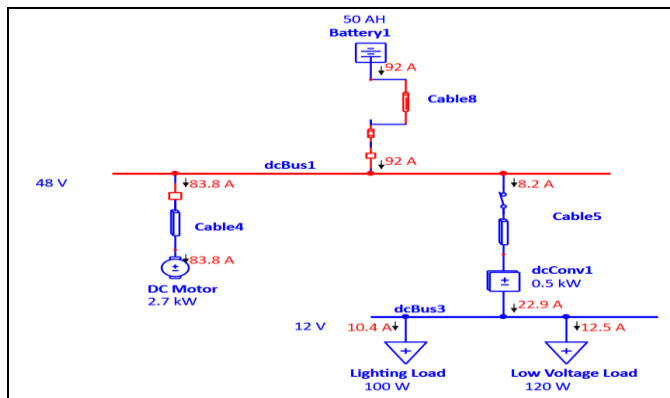 50 AH
Battery1
92 A
Cable8
92 A
dcBus1
48 V
83.8 A
8.2 A
Cable4
Cable5
83.8 A
DC Motor
2.7 kW
dcConv1
0.5 kW
22.9 A
dcBus3
12 V
10.4 A
12.5 A
Lighting Load
100 W
Low Voltage Load
120 W